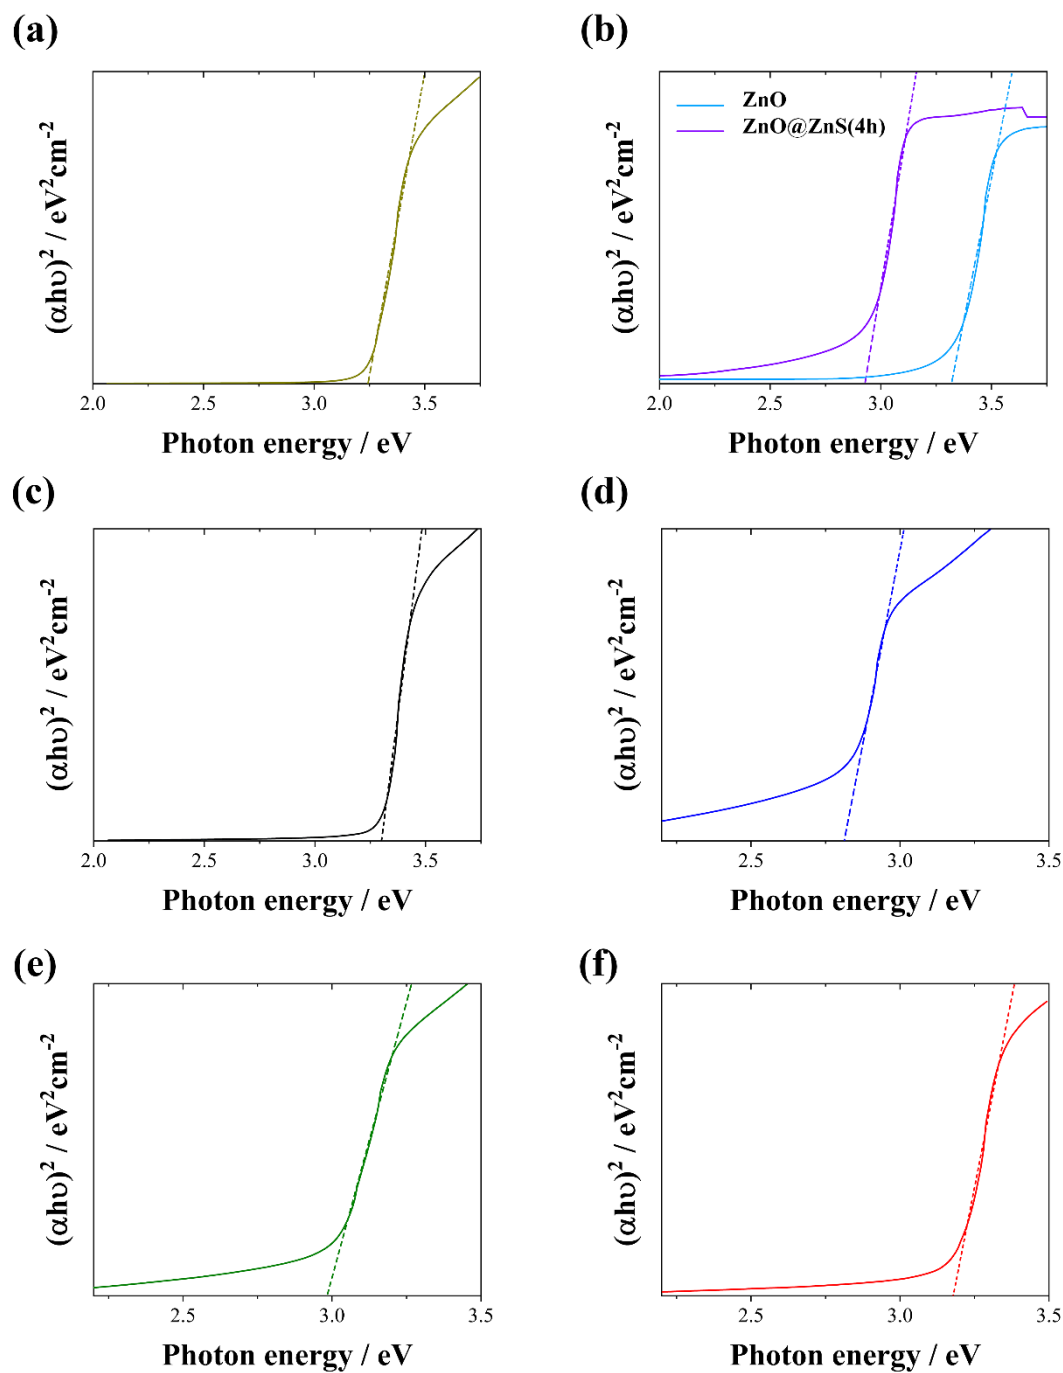 (a)
(αhυ)² / eV²cm⁻²
2.0 2.5 3.0 3.5
Photon energy / eV
(b)
ZnO
ZnO@ZnS(4h)
(αhυ)² / eV²cm⁻²
2.0 2.5 3.0 3.5
Photon energy / eV
(c)
(αhυ)² / eV²cm⁻²
2.0 2.5 3.0 3.5
Photon energy / eV
(d)
(αhυ)² / eV²cm⁻²
2.5 3.0 3.5
Photon energy / eV
(e)
(αhυ)² / eV²cm⁻²
2.5 3.0 3.5
Photon energy / eV
(f)
(αhυ)² / eV²cm⁻²
2.5 3.0 3.5
Photon energy / eV